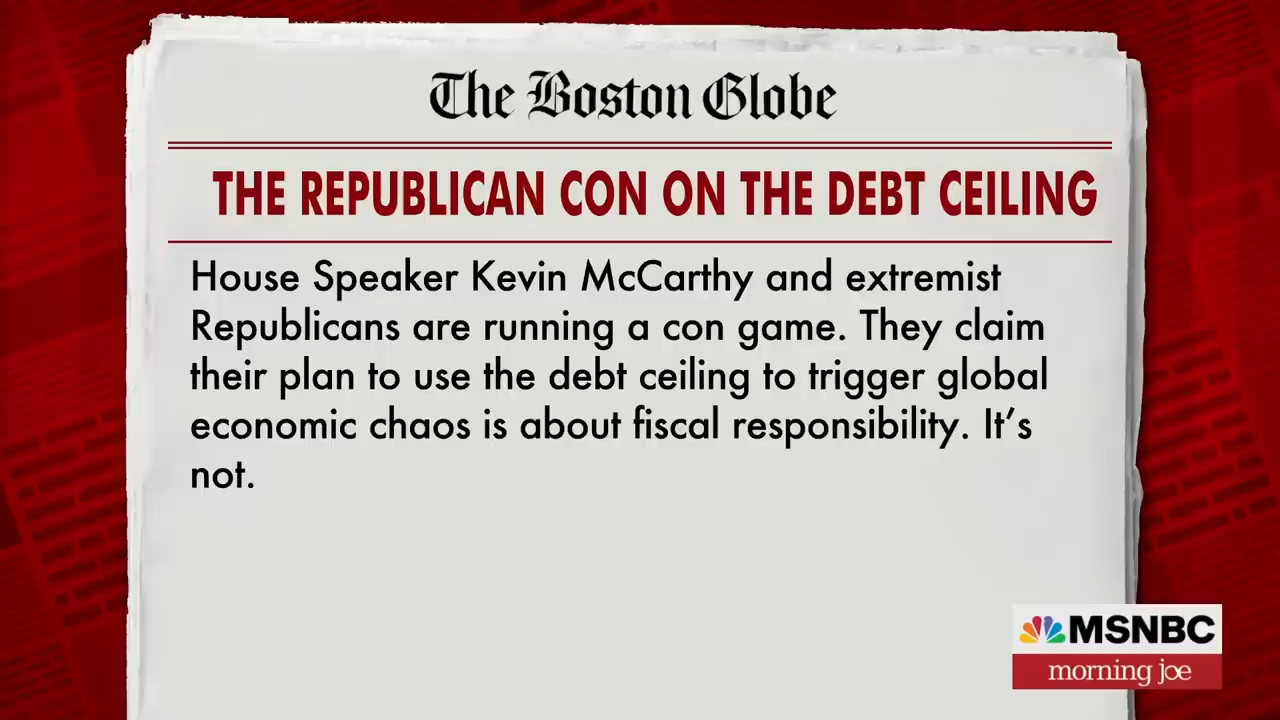 The Boston Globe
THE REPUBLICAN CON ON THE DEBT CEILING
House Speaker Kevin McCarthy and extremist
Republicans are running a con game. They claim
their plan to use the debt ceiling to trigger global
economic chaos is about fiscal responsibility. It’s
not.
MSNBC
morning joe